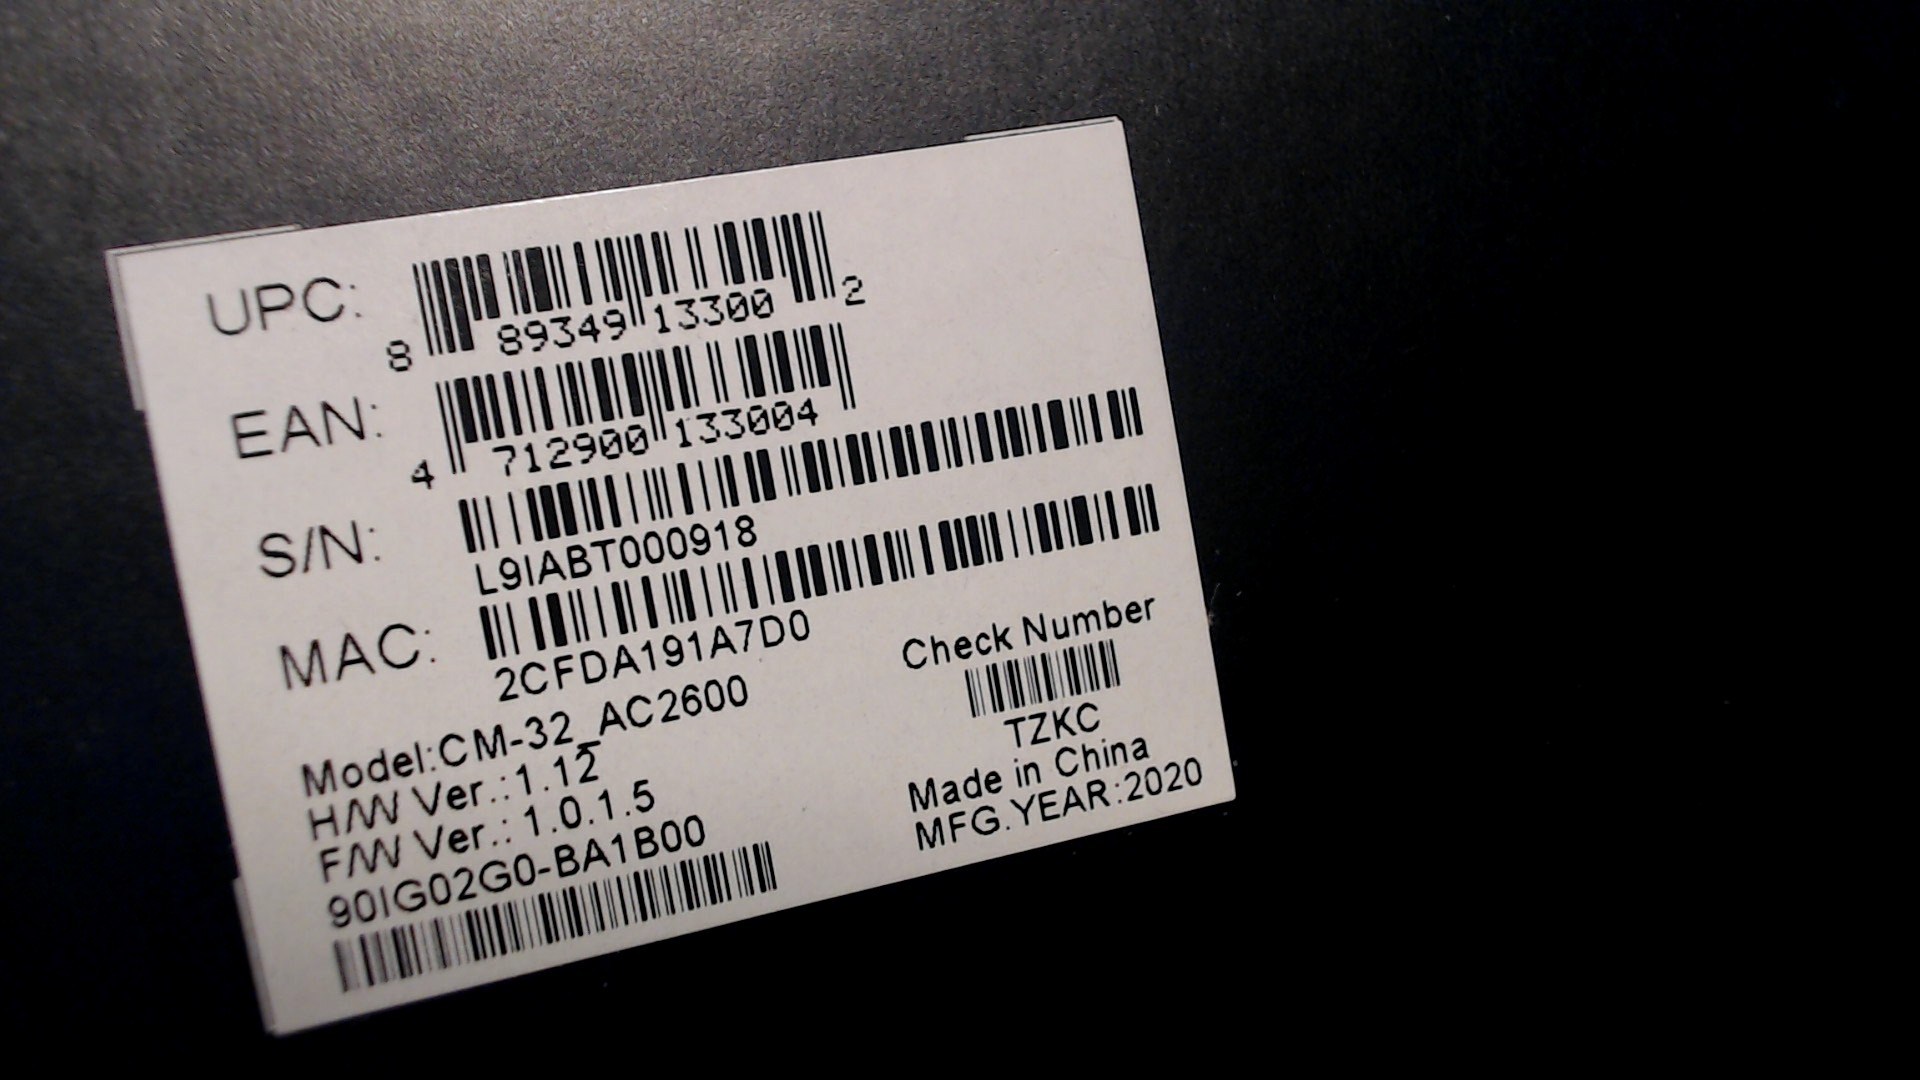 UPC:
8 89349 13300 2
EAN:
4 712900 133004
S/N:
L9IABT000918
MAC:
2CFDA191A7D0
Model:CM-32_AC2600
H/W Ver.:1.12
F/W Ver.: 1.0.1.5
90IG02G0-BA1B00
Check Number
TZKC
Made in China
MFG.YEAR:2020